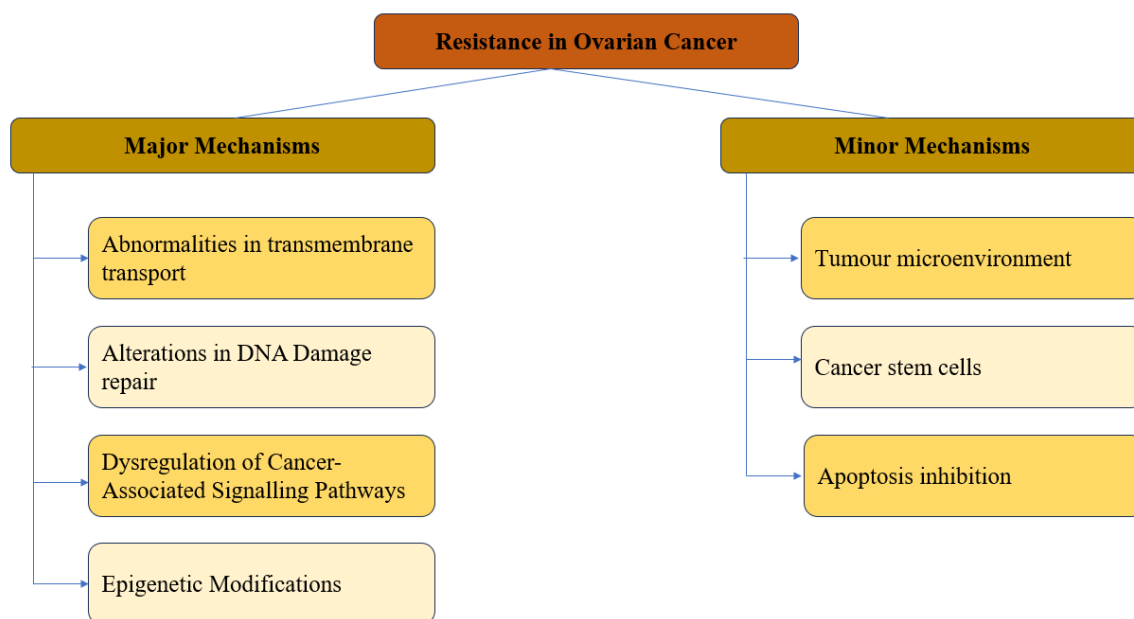 Resistance in Ovarian Cancer
Major Mechanisms
Abnormalities in transmembrane
transport
Alterations in DNA Damage
repair
Dysregulation of Cancer-
Associated Signalling Pathways
Epigenetic Modifications
Minor Mechanisms
Tumour microenvironment
Cancer stem cells
Apoptosis inhibition